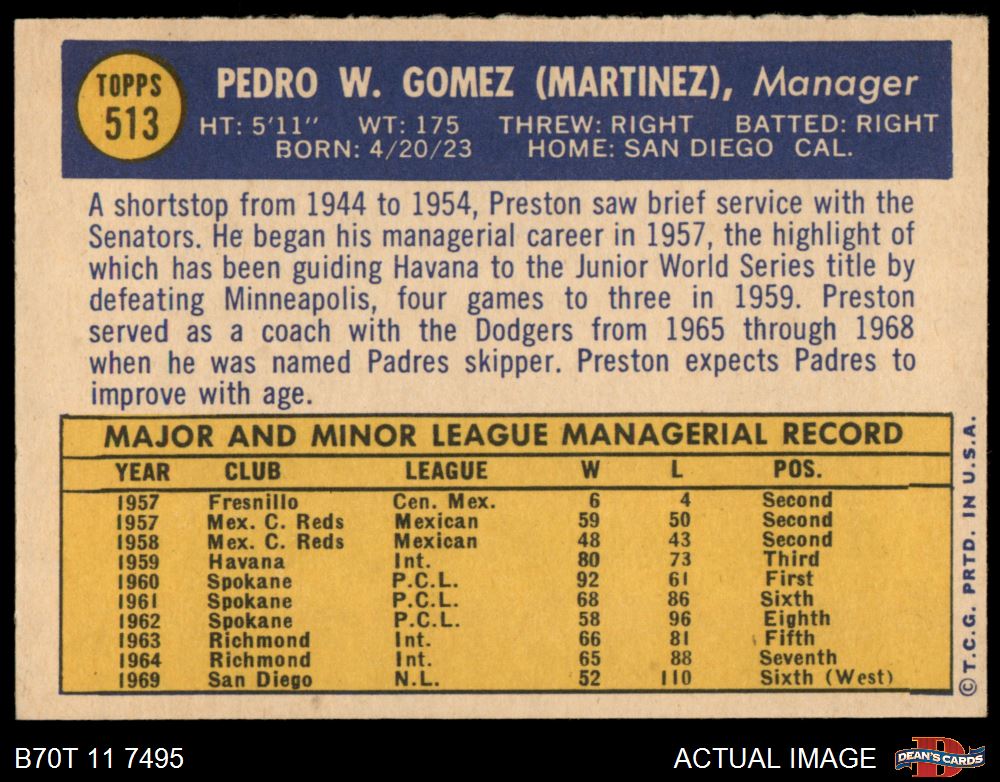 TOPPS
513
PEDRO W. GOMEZ (MARTINEZ), Manager
HT: 5'11" WT: 175 THREW: RIGHT BATTED: RIGHT
BORN: 4/20/23 HOME: SAN DIEGO CAL.
A shortstop from 1944 to 1954, Preston saw brief service with the
Senators. He began his managerial career in 1957, the highlight of
which has been guiding Havana to the Junior World Series title by
defeating Minneapolis, four games to three in 1959. Preston
served as a coach with the Dodgers from 1965 through 1968
when he was named Padres skipper. Preston expects Padres to
improve with age.
MAJOR AND MINOR LEAGUE MANAGERIAL RECORD
YEAR CLUB LEAGUE W L POS.
1957 Fresnillo Cen. Mex. 6 4 Second
1957 Mex. C. Reds Mexican 59 50 Second
1958 Mex. C. Reds Mexican 48 43 Second
1959 Havana Int. 80 73 Third
1960 Spokane P.C.L. 92 61 First
1961 Spokane P.C.L. 68 86 Sixth
1962 Spokane P.C.L. 58 96 Eighth
1963 Richmond Int. 66 81 Fifth
1964 Richmond Int. 65 88 Seventh
1969 San Diego N.L. 52 110 Sixth (West)
© T.C.G. PRTD. IN U.S.A.
B70T 11 7495
ACTUAL IMAGE
D
DEAN'S CARDS